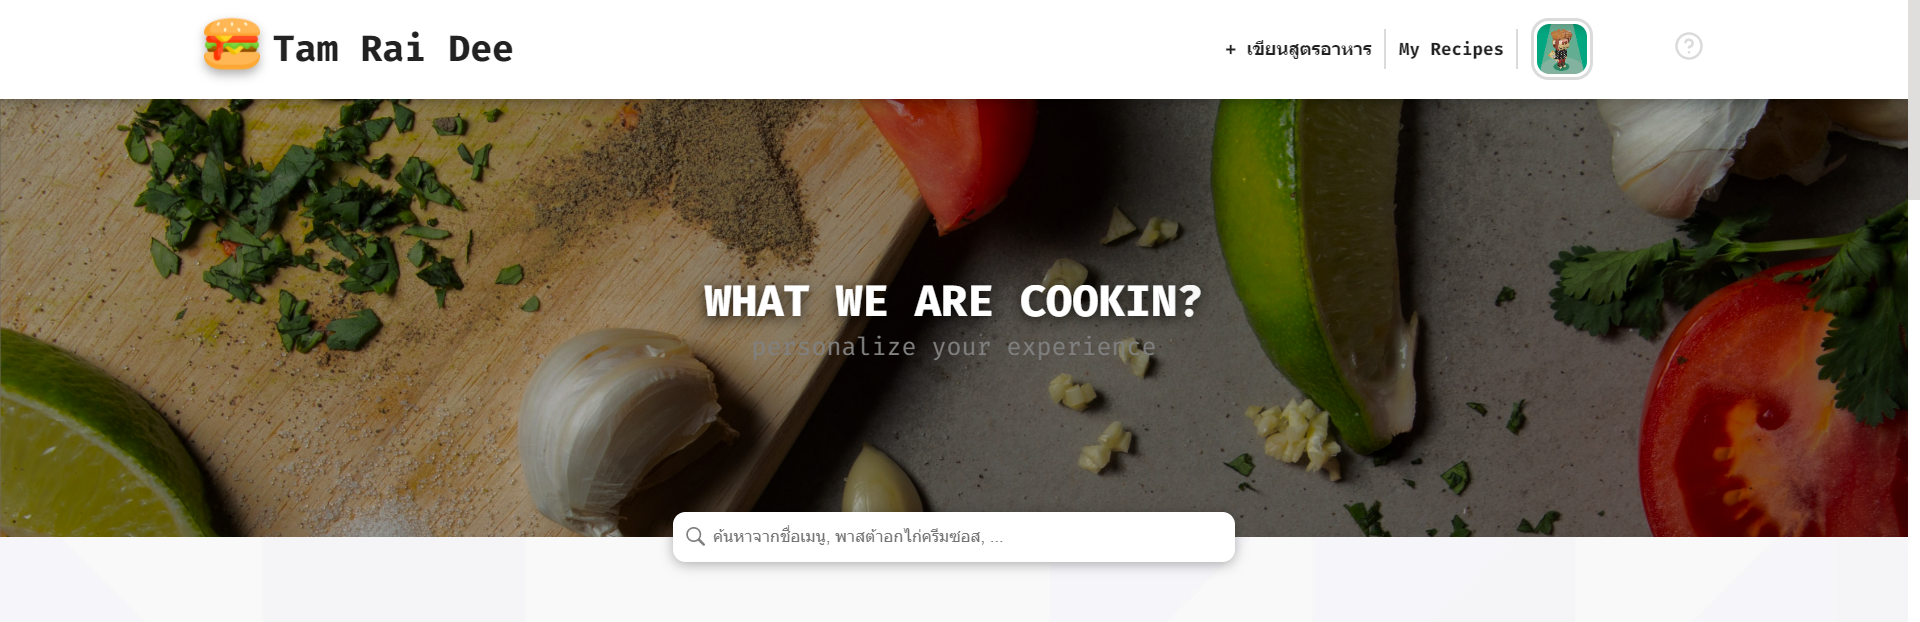 Tam Rai Dee
+ เขียนสูตรอาหาร
My Recipes
WHAT WE ARE COOKIN?
personalize your experience
ค้นหาจากชื่อเมนู, พาสต้าอกไก่ครีมซอส, ...